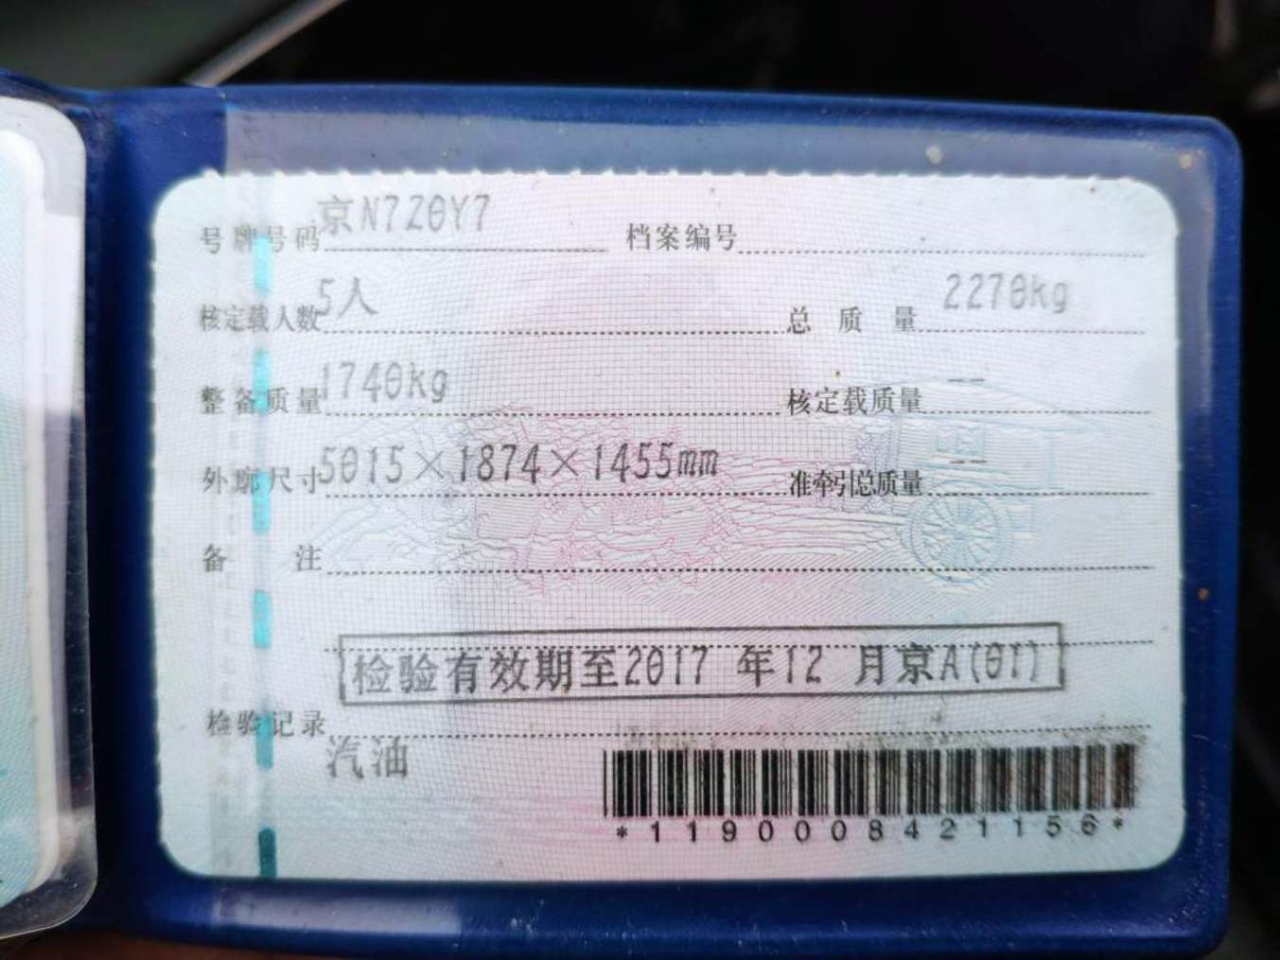 号牌号码 京N7Z0Y7 档案编号
核定载人数 5人 总质量 2270kg
整备质量 1740kg 核定载质量 --
外廓尺寸 5015×1874×1455mm 准牵引总质量 --
备注
检验有效期至2017 年12 月京A(01)
检验记录
汽油
*1190008421156*